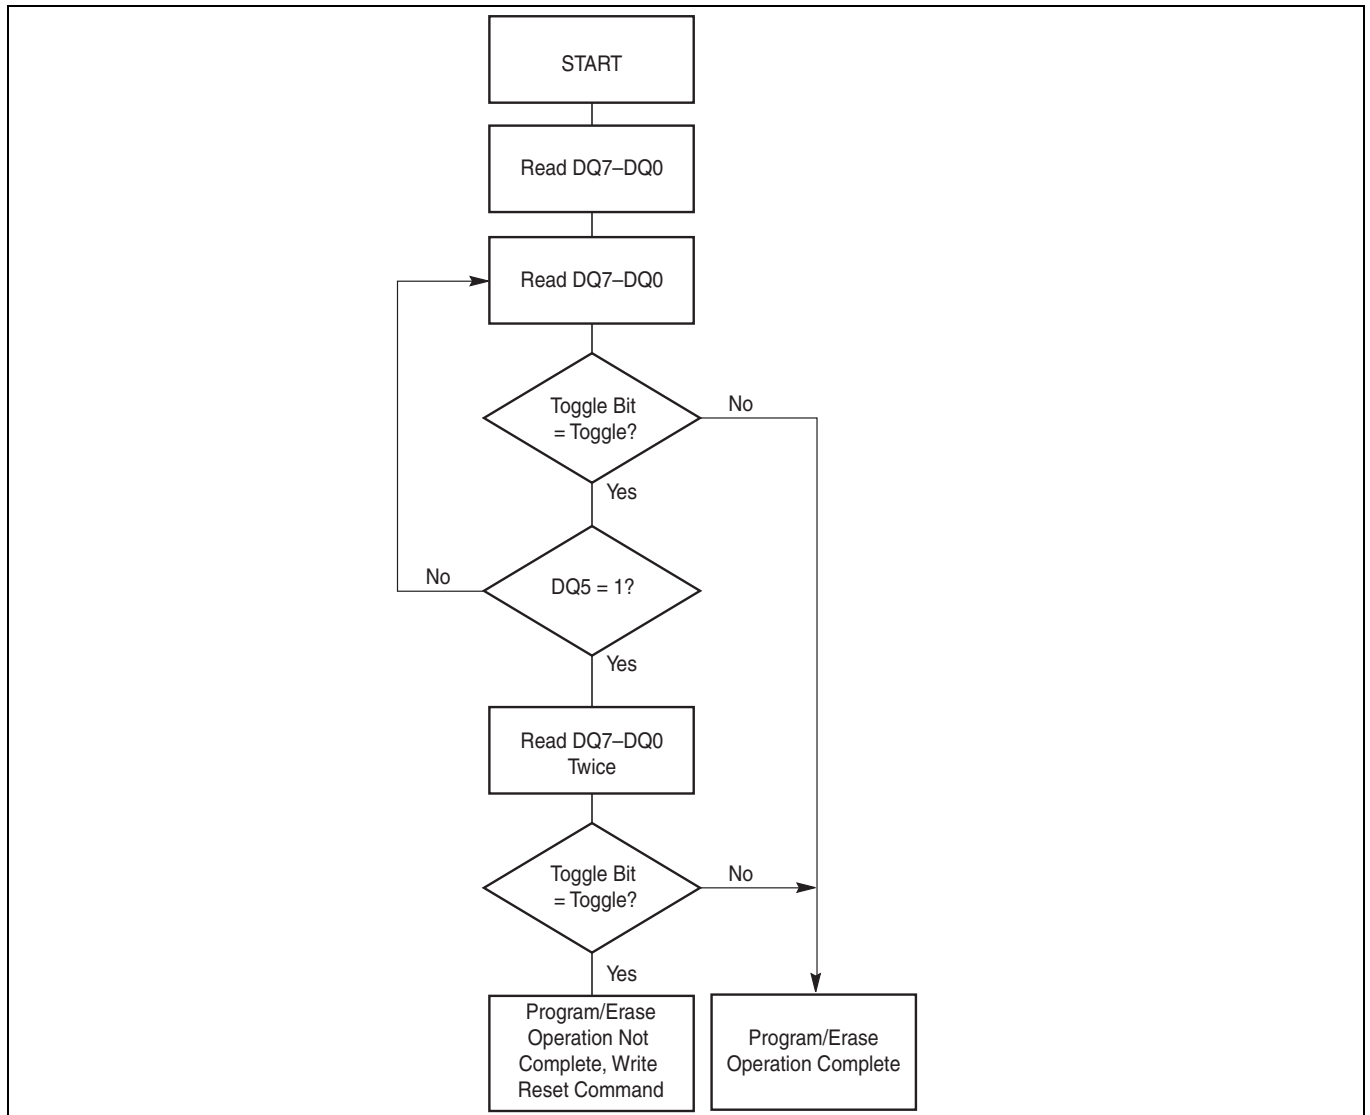 START
Read DQ7–DQ0
Read DQ7–DQ0
Toggle Bit
= Toggle?
No
Yes
DQ5 = 1?
No
Yes
Read DQ7–DQ0
Twice
Toggle Bit
= Toggle?
No
Yes
Program/Erase
Operation Not
Complete, Write
Reset Command
Program/Erase
Operation Complete